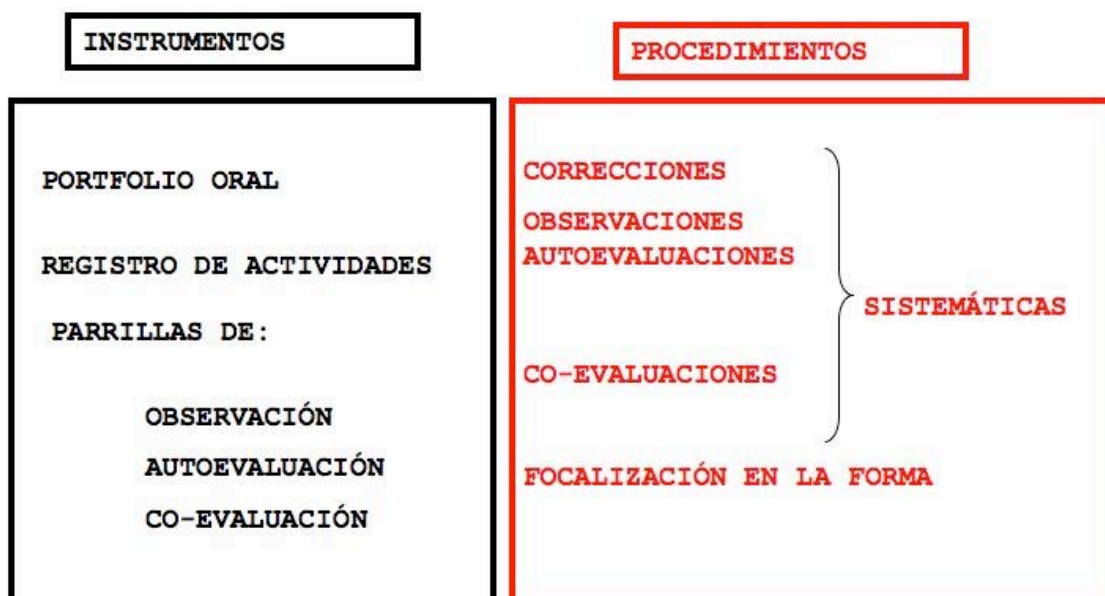 INSTRUMENTOS
PORTFOLIO ORAL
REGISTRO DE ACTIVIDADES
PARRILLAS DE:
OBSERVACIÓN
AUTOEVALUACIÓN
CO-EVALUACIÓN
PROCEDIMIENTOS
CORRECCIONES
OBSERVACIONES
AUTOEVALUACIONES
CO-EVALUACIONES
SISTEMÁTICAS
FOCALIZACIÓN EN LA FORMA